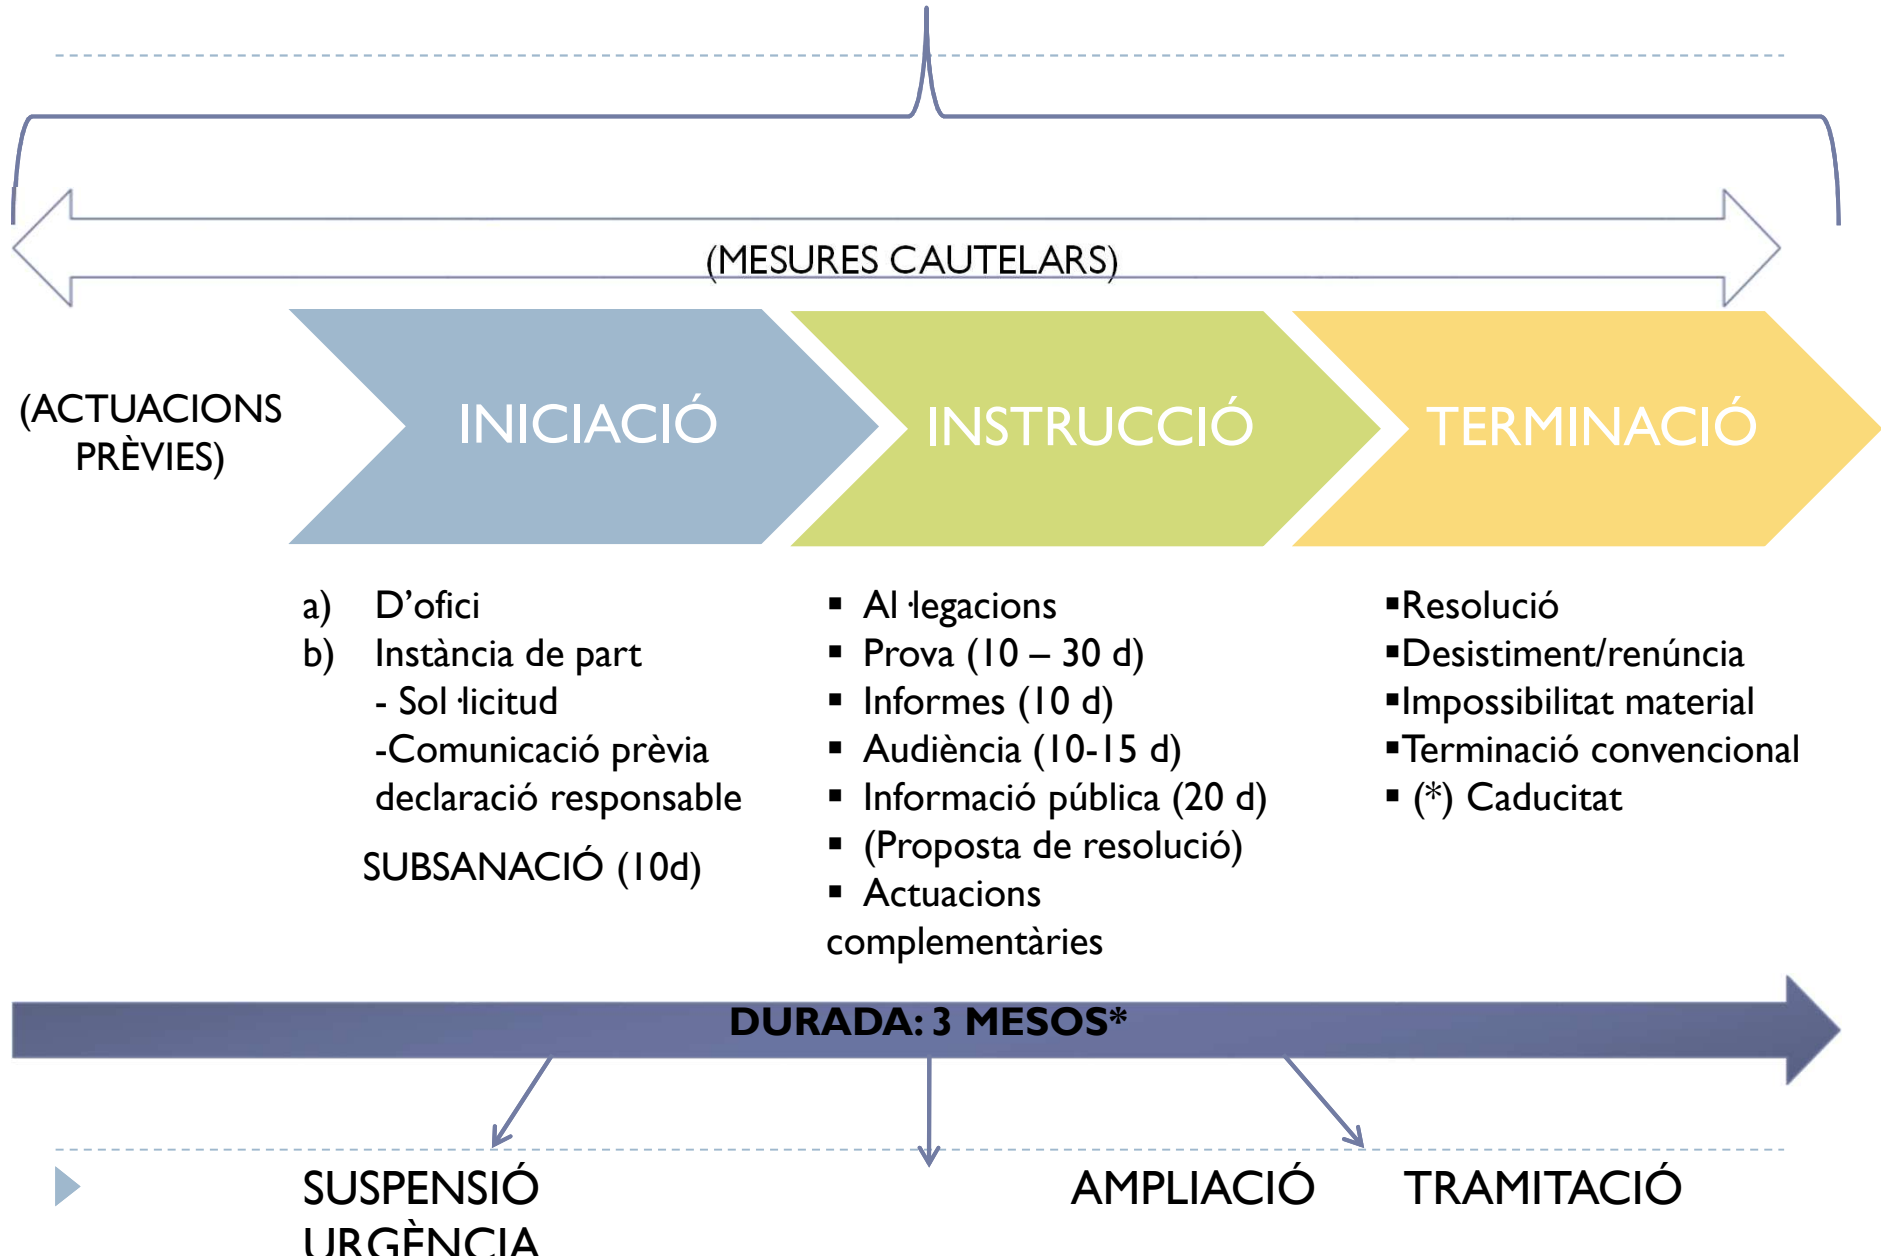 (MESURES CAUTELARS)
(ACTUACIONS
PRÈVIES)
INICIACIÓ
INSTRUCCIÓ
TERMINACIÓ
a) D'ofici
b) Instància de part
- Sol·licitud
-Comunicació prèvia
declaració responsable
SUBSANACIÓ (10d)
▪ Al·legacions
▪ Prova (10 – 30 d)
▪ Informes (10 d)
▪ Audiència (10-15 d)
▪ Informació pública (20 d)
▪ (Proposta de resolució)
▪ Actuacions
complementàries
▪Resolució
▪Desistiment/renúncia
▪Impossibilitat material
▪Terminació convencional
▪ (*) Caducitat
DURADA: 3 MESOS*
SUSPENSIÓ AMPLIACIÓ TRAMITACIÓ
URGÈNCIA